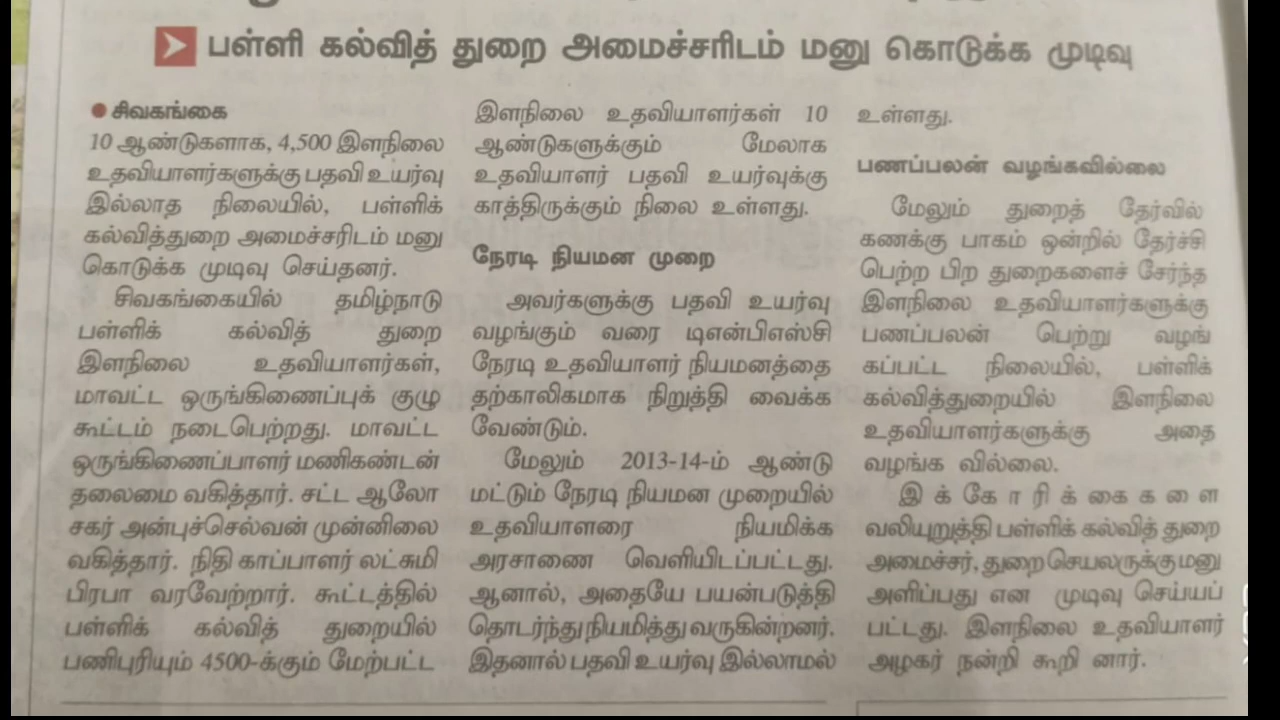 பள்ளி கல்வித் துறை அமைச்சரிடம் மனு கொடுக்க முடிவு
சிவகங்கை
10 ஆண்டுகளாக, 4,500 இளநிலை
உதவியாளர்களுக்கு பதவி உயர்வு
இல்லாத நிலையில், பள்ளிக்
கல்வித்துறை அமைச்சரிடம் மனு
கொடுக்க முடிவு செய்தனர்.
சிவகங்கையில் தமிழ்நாடு
பள்ளிக் கல்வித் துறை
இளநிலை உதவியாளர்கள்,
மாவட்ட ஒருங்கிணைப்புக் குழு
கூட்டம் நடைபெற்றது. மாவட்ட
ஒருங்கிணைப்பாளர் மணிகண்டன்
தலைமை வகித்தார். சட்ட ஆலோ
சகர் அன்புச்செல்வன் முன்னிலை
வகித்தார். நிதி காப்பாளர் லட்சுமி
பிரபா வரவேற்றார். கூட்டத்தில்
பள்ளிக் கல்வித் துறையில்
பணிபுரியும் 4500-க்கும் மேற்பட்ட
இளநிலை உதவியாளர்கள் 10
ஆண்டுகளுக்கும் மேலாக
உதவியாளர் பதவி உயர்வுக்கு
காத்திருக்கும் நிலை உள்ளது.
நேரடி நியமன முறை
அவர்களுக்கு பதவி உயர்வு
வழங்கும் வரை டிஎன்பிஎஸ்சி
நேரடி உதவியாளர் நியமனத்தை
தற்காலிகமாக நிறுத்தி வைக்க
வேண்டும்.
மேலும் 2013-14-ம் ஆண்டு
மட்டும் நேரடி நியமன முறையில்
உதவியாளரை நியமிக்க
அரசாணை வெளியிடப்பட்டது.
ஆனால், அதையே பயன்படுத்தி
தொடர்ந்து நியமித்து வருகின்றனர்.
இதனால் பதவி உயர்வு இல்லாமல்
உள்ளது.
பணப்பலன் வழங்கவில்லை
மேலும் துறைத் தேர்வில்
கணக்கு பாகம் ஒன்றில் தேர்ச்சி
பெற்ற பிற துறைகளைச் சேர்ந்த
இளநிலை உதவியாளர்களுக்கு
பணப்பலன் பெற்று வழங்
கப்பட்ட நிலையில், பள்ளிக்
கல்வித்துறையில் இளநிலை
உதவியாளர்களுக்கு அதை
வழங்க வில்லை.
இக்கோரிக்கைகளை
வலியுறுத்தி பள்ளிக் கல்வித் துறை
அமைச்சர், துறை செயலருக்கு மனு
அளிப்பது என முடிவு செய்யப்
பட்டது. இளநிலை உதவியாளர்
அழகர் நன்றி கூறி னார்.